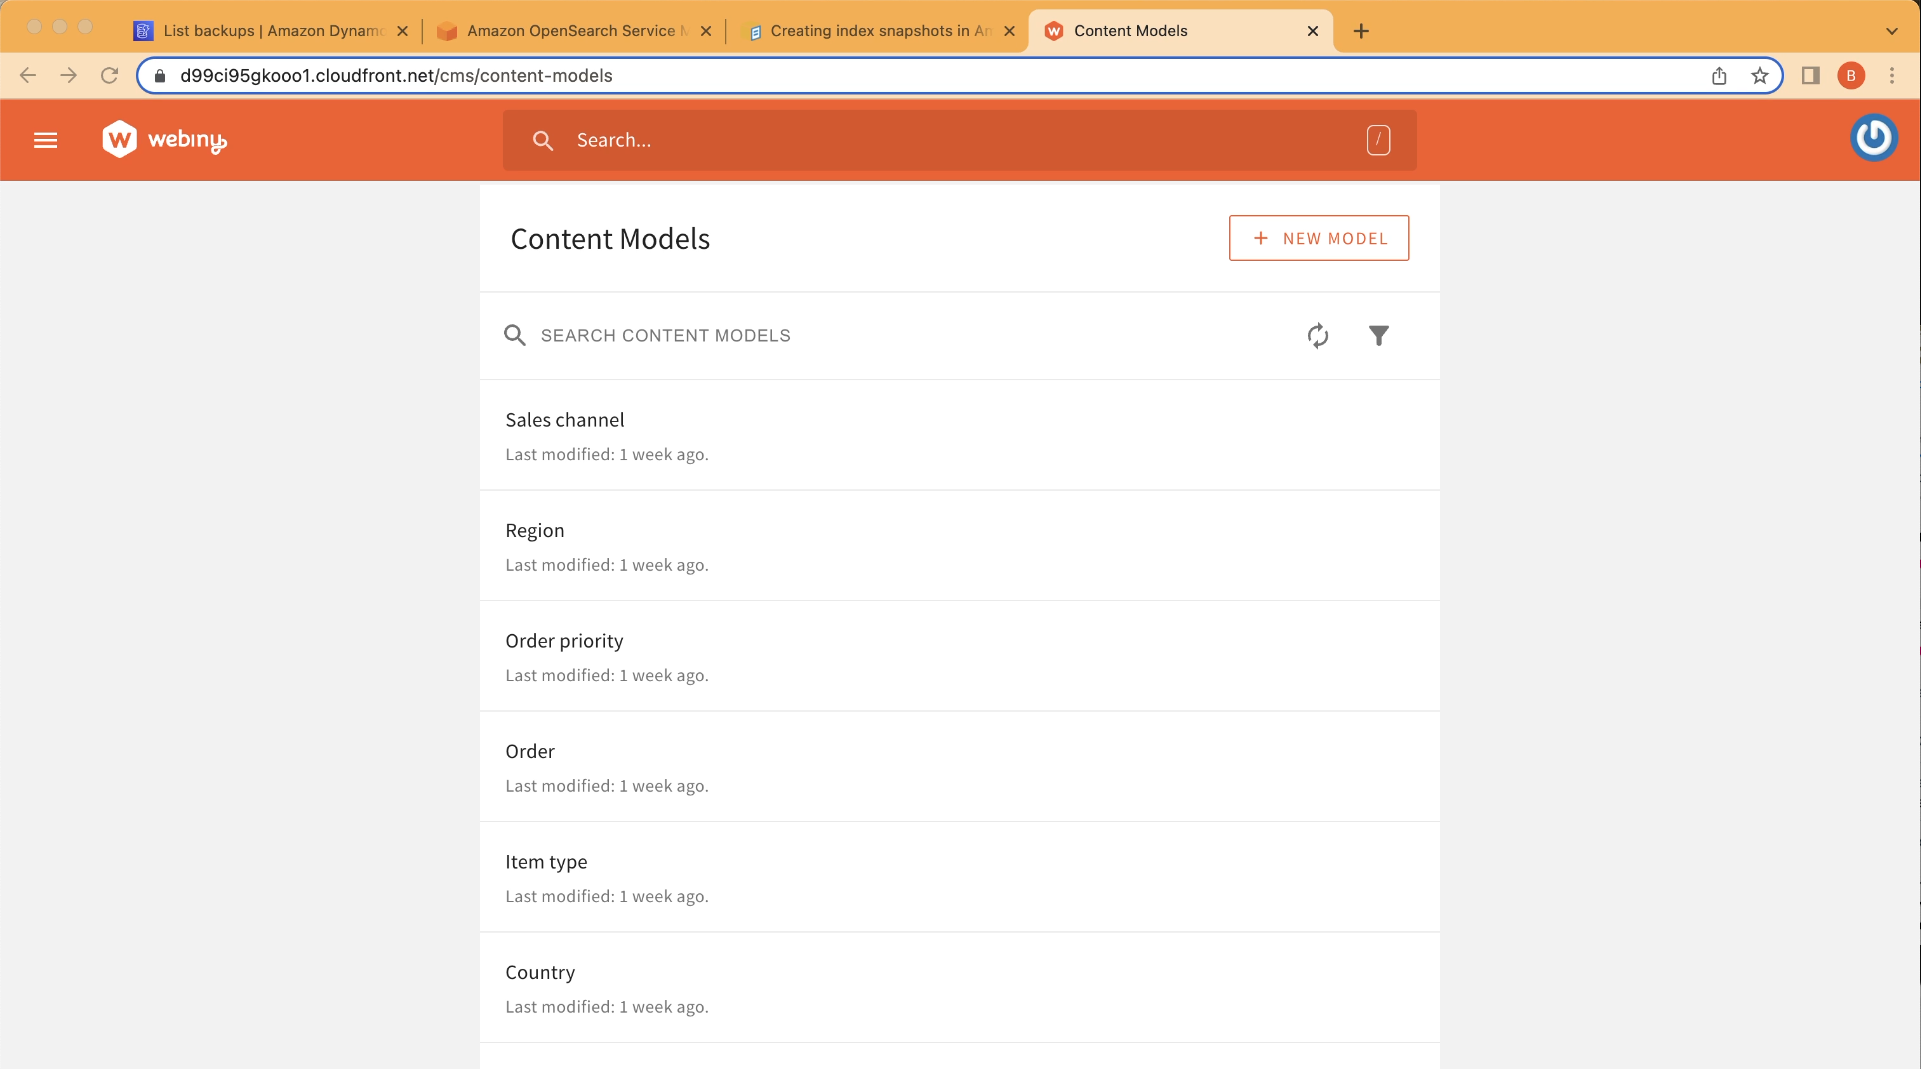 List backups | Amazon Dynamo
Amazon OpenSearch Service M
Creating index snapshots in Am
Content Models
d99ci95gkooo1.cloudfront.net/cms/content-models
B
W webiny
Search...
/
Content Models
+ NEW MODEL
SEARCH CONTENT MODELS
Sales channel
Last modified: 1 week ago.
Region
Last modified: 1 week ago.
Order priority
Last modified: 1 week ago.
Order
Last modified: 1 week ago.
Item type
Last modified: 1 week ago.
Country
Last modified: 1 week ago.